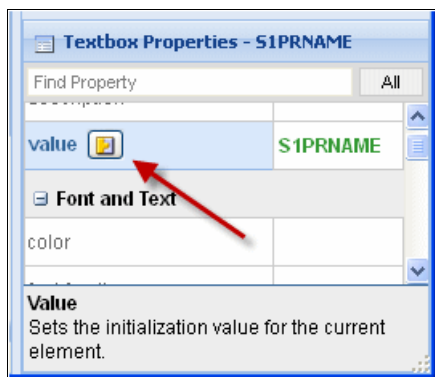 Textbox Properties - S1PRNAME
Find Property All
value S1PRNAME
Font and Text
color
Value
Sets the initialization value for the current
element.